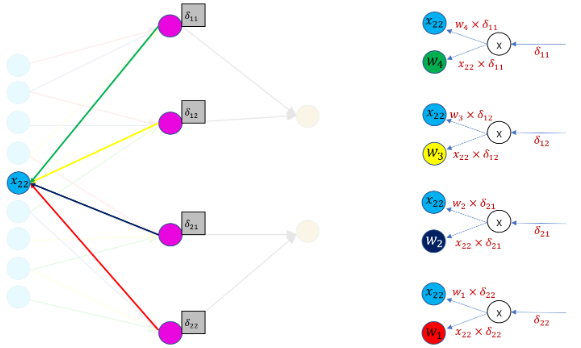 δ₁₁
δ₁₂
x₂₂
δ₂₁
δ₂₂
x₂₂ w₄ × δ₁₁
x δ₁₁
W₄ x₂₂ × δ₁₁
x₂₂ w₃ × δ₁₂
x δ₁₂
W₃ x₂₂ × δ₁₂
x₂₂ w₂ × δ₂₁
x δ₂₁
W₂ x₂₂ × δ₂₁
x₂₂ w₁ × δ₂₂
x δ₂₂
W₁ x₂₂ × δ₂₂